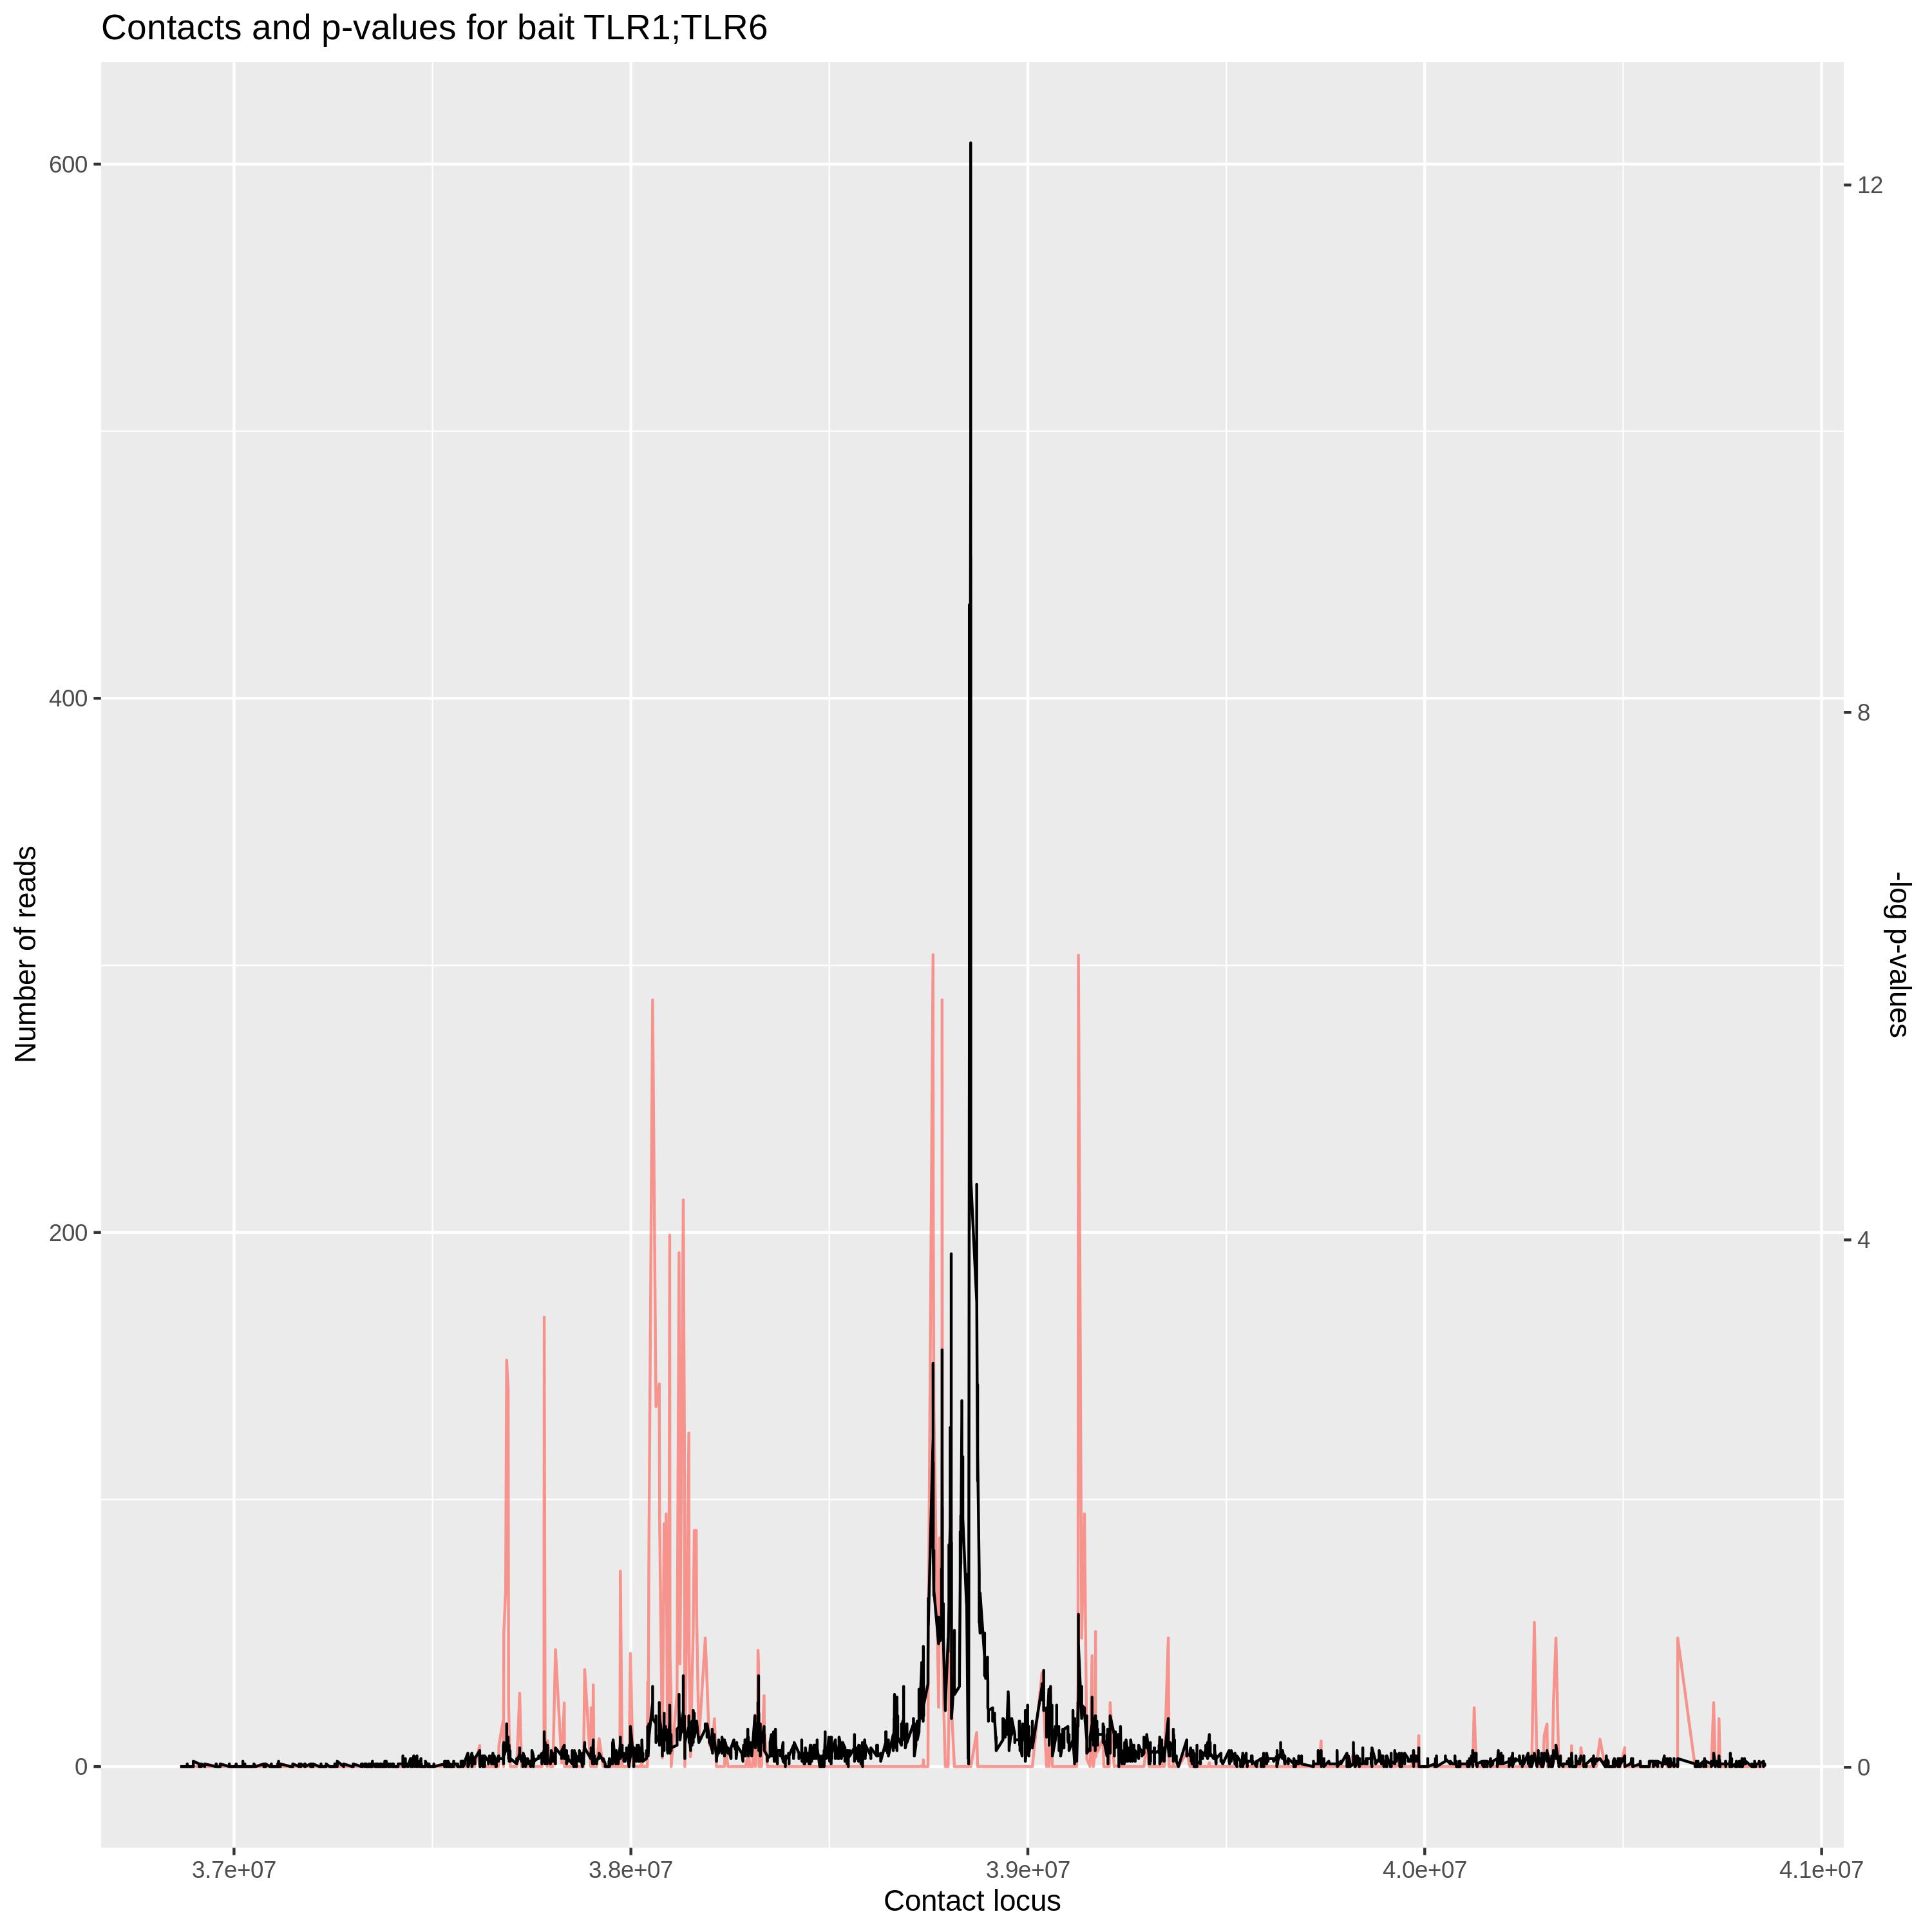 Contacts and p-values for bait TLR1;TLR6
600
400
200
0
Number of reads
12
8
4
0
-log p-values
3.7e+07
3.8e+07
3.9e+07
4.0e+07
4.1e+07
Contact locus